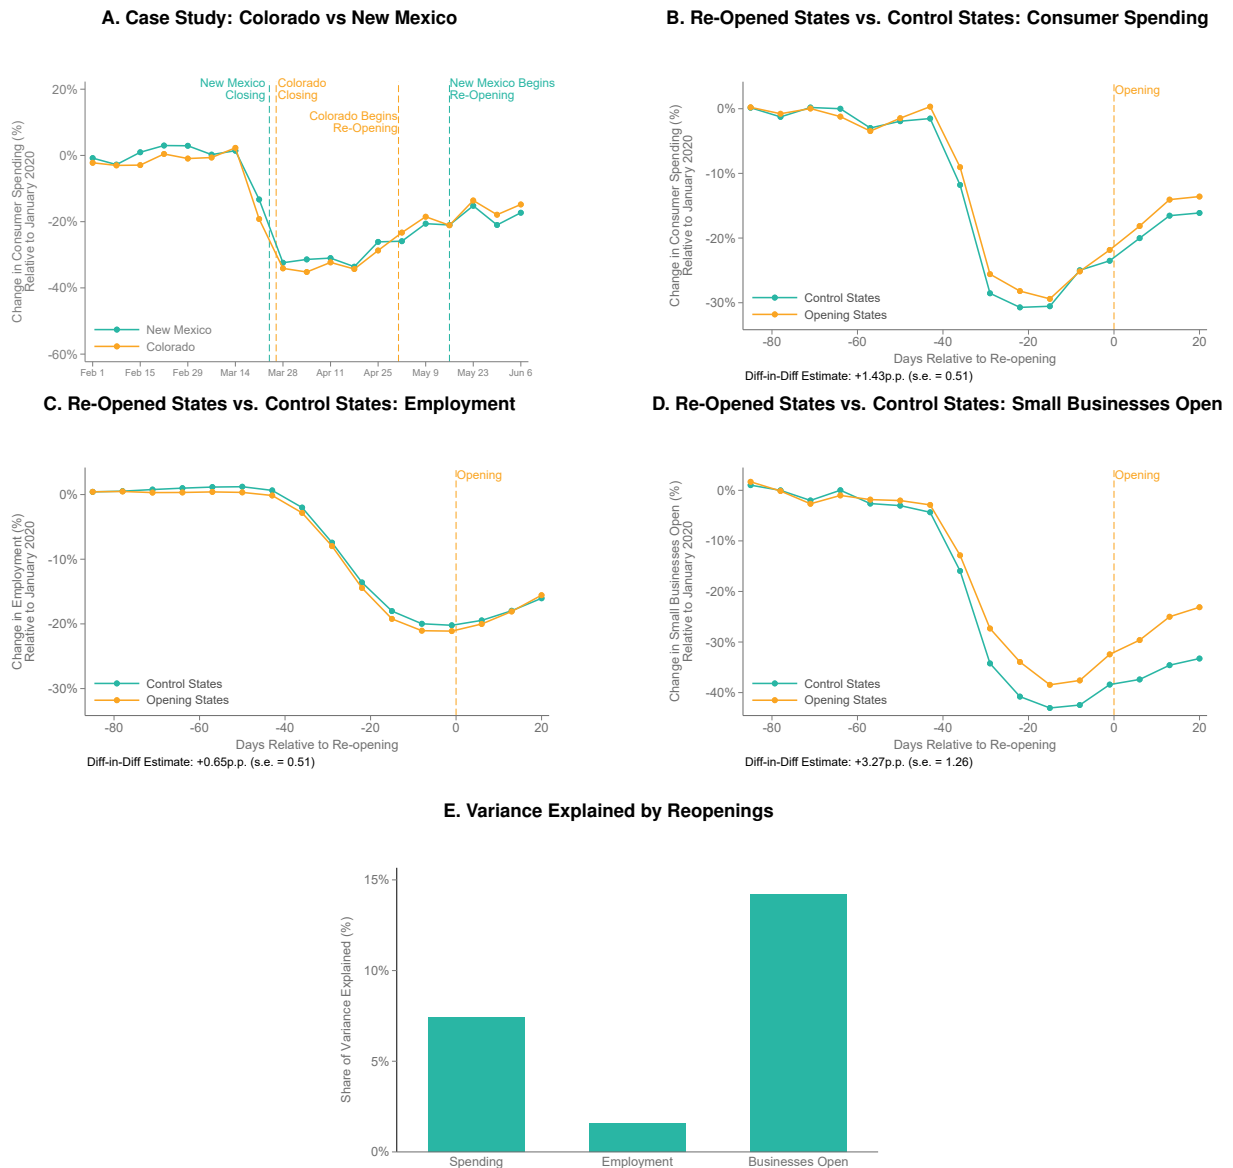 A. Case Study: Colorado vs New Mexico
Change in Consumer Spending (%)
Relative to January 2020
20%
0%
-20%
-40%
-60%
New Mexico
Closing
Colorado
Closing
Colorado Begins
Re-Opening
New Mexico Begins
Re-Opening
New Mexico
Colorado
Feb 1
Feb 15
Feb 29
Mar 14
Mar 28
Apr 11
Apr 25
May 9
May 23
Jun 6
B. Re-Opened States vs. Control States: Consumer Spending
Change in Consumer Spending (%)
Relative to January 2020
0%
-10%
-20%
-30%
Opening
Control States
Opening States
-80
-60
-40
-20
0
20
Days Relative to Re-opening
Diff-in-Diff Estimate: +1.43p.p. (s.e. = 0.51)
C. Re-Opened States vs. Control States: Employment
Change in Employment (%)
Relative to January 2020
0%
-10%
-20%
-30%
Opening
Control States
Opening States
-80
-60
-40
-20
0
20
Days Relative to Re-opening
Diff-in-Diff Estimate: +0.65p.p. (s.e. = 0.51)
D. Re-Opened States vs. Control States: Small Businesses Open
Change in Small Businesses Open (%)
Relative to January 2020
0%
-10%
-20%
-30%
-40%
Opening
Control States
Opening States
-80
-60
-40
-20
0
20
Days Relative to Re-opening
Diff-in-Diff Estimate: +3.27p.p. (s.e. = 1.26)
E. Variance Explained by Reopenings
Share of Variance Explained (%)
15%
10%
5%
0%
Spending
Employment
Businesses Open